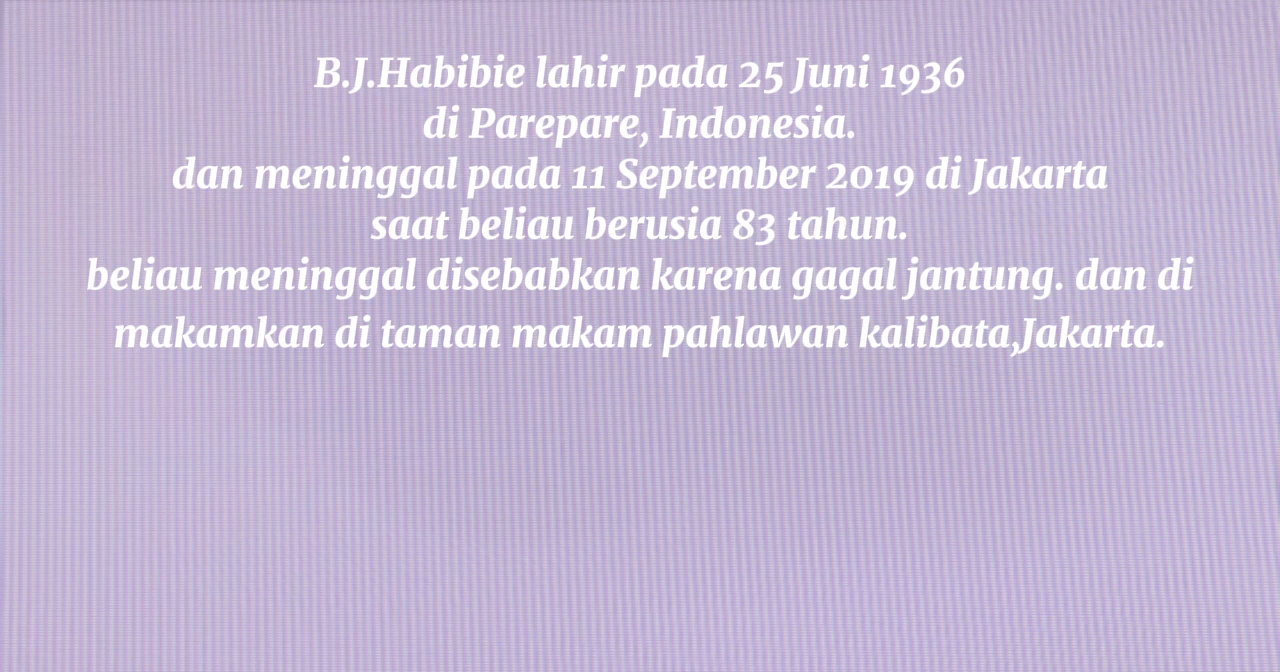 B.J.Habibie lahir pada 25 Juni 1936
di Parepare, Indonesia.
dan meninggal pada 11 September 2019 di Jakarta
saat beliau berusia 83 tahun.
beliau meninggal disebabkan karena gagal jantung. dan di
makamkan di taman makam pahlawan kalibata,Jakarta.